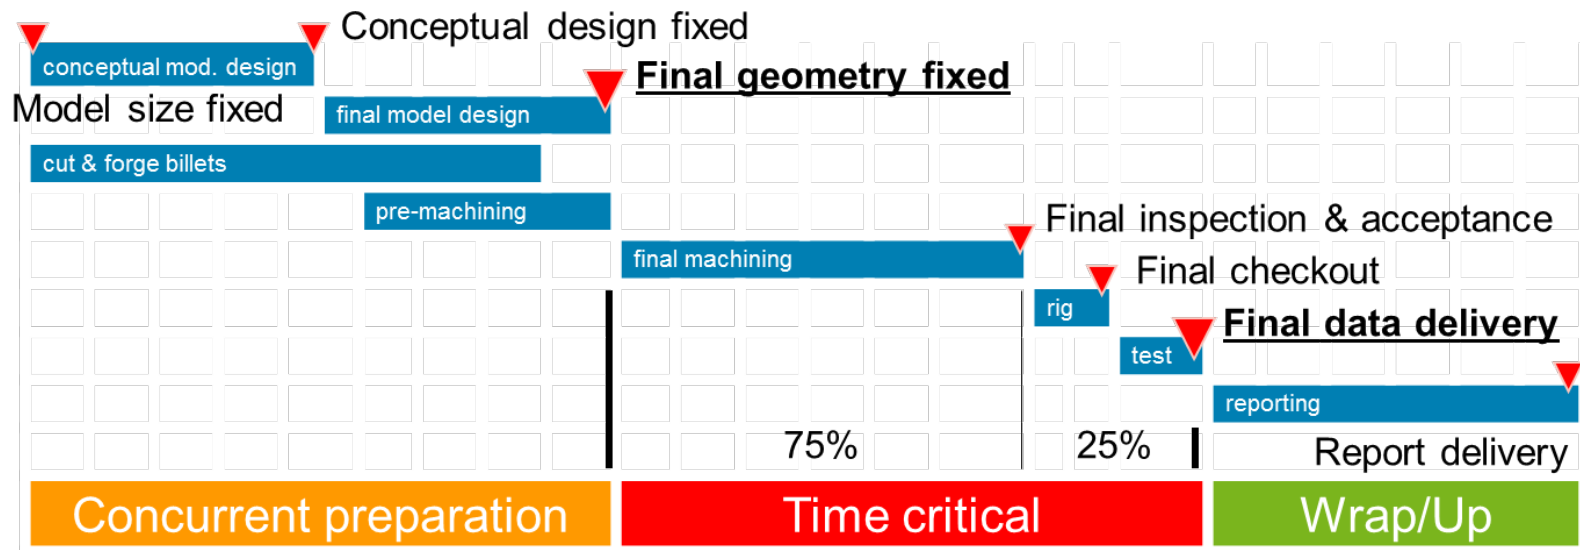 Conceptual design fixed
conceptual mod. design
Final geometry fixed
Model size fixed
final model design
cut & forge billets
pre-machining
Final inspection & acceptance
final machining
Final checkout
rig
Final data delivery
test
reporting
75%
25%
Report delivery
Concurrent preparation
Time critical
Wrap/Up